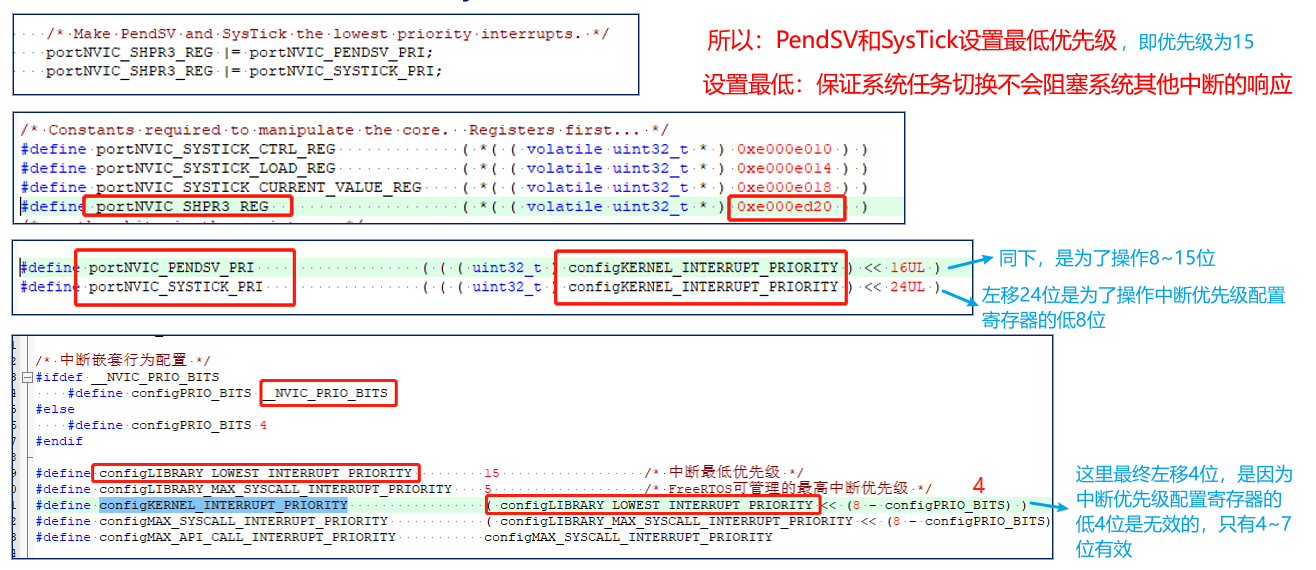 /* Make PendSV and SysTick the lowest priority interrupts. */
portNVIC_SHPR3_REG |= portNVIC_PENDSV_PRI;
portNVIC_SHPR3_REG |= portNVIC_SYSTICK_PRI;
所以：PendSV和SysTick设置最低优先级，即优先级为15
设置最低：保证系统任务切换不会阻塞系统其他中断的响应
/* Constants required to manipulate the core. Registers first... */
#define portNVIC_SYSTICK_CTRL_REG ( *( ( volatile uint32_t * ) 0xe000e010 ) )
#define portNVIC_SYSTICK_LOAD_REG ( *( ( volatile uint32_t * ) 0xe000e014 ) )
#define portNVIC_SYSTICK_CURRENT_VALUE_REG ( *( ( volatile uint32_t * ) 0xe000e018 ) )
#define portNVIC_SHPR3_REG ( *( ( volatile uint32_t * ) 0xe000ed20 ) )
#define portNVIC_PENDSV_PRI ( ( ( uint32_t ) configKERNEL_INTERRUPT_PRIORITY ) << 16UL )
#define portNVIC_SYSTICK_PRI ( ( ( uint32_t ) configKERNEL_INTERRUPT_PRIORITY ) << 24UL )
同下，是为了操作8~15位
左移24位是为了操作中断优先级配置
寄存器的低8位
/* 中断嵌套行为配置 */
#ifdef __NVIC_PRIO_BITS
#define configPRIO_BITS __NVIC_PRIO_BITS
#else
#define configPRIO_BITS 4
#endif
#define configLIBRARY_LOWEST_INTERRUPT_PRIORITY 15 /* 中断最低优先级 */
#define configLIBRARY_MAX_SYSCALL_INTERRUPT_PRIORITY 5 /* FreeRTOS可管理的最高中断优先级 */
4
#define configKERNEL_INTERRUPT_PRIORITY ( configLIBRARY_LOWEST_INTERRUPT_PRIORITY << (8 - configPRIO_BITS) )
#define configMAX_SYSCALL_INTERRUPT_PRIORITY ( configLIBRARY_MAX_SYSCALL_INTERRUPT_PRIORITY << (8 - configPRIO_BITS)
#define configMAX_API_CALL_INTERRUPT_PRIORITY configMAX_SYSCALL_INTERRUPT_PRIORITY
这里最终左移4位，是因为
中断优先级配置寄存器的
低4位是无效的，只有4~7
位有效